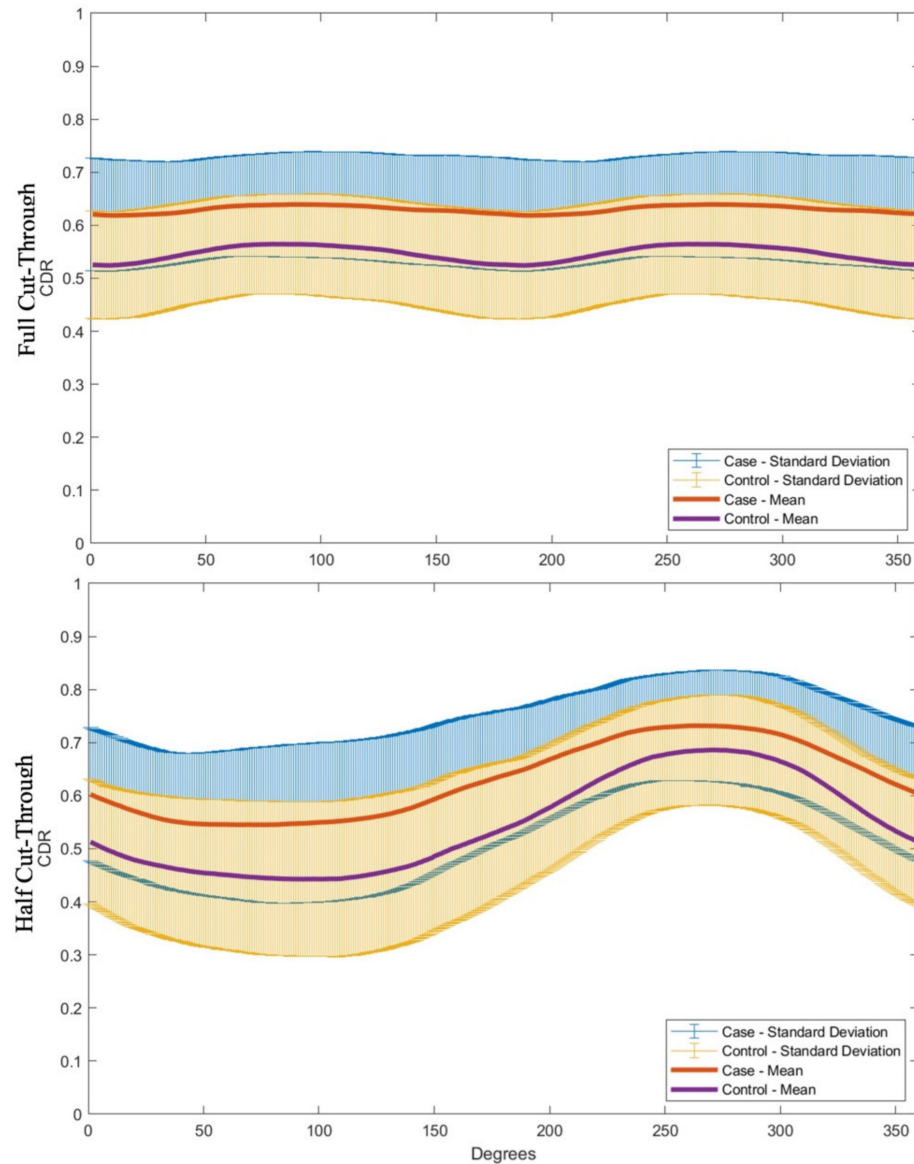 1
0.9
0.8
0.7
0.6
0.5
0.4
0.3
0.2
0.1
0
Full Cut-Through
CDR
Case - Standard Deviation
Control - Standard Deviation
Case - Mean
Control - Mean
0 50 100 150 200 250 300 350
1
0.9
0.8
0.7
0.6
0.5
0.4
0.3
0.2
0.1
0
Half Cut-Through
CDR
Case - Standard Deviation
Control - Standard Deviation
Case - Mean
Control - Mean
0 50 100 150 200 250 300 350
Degrees